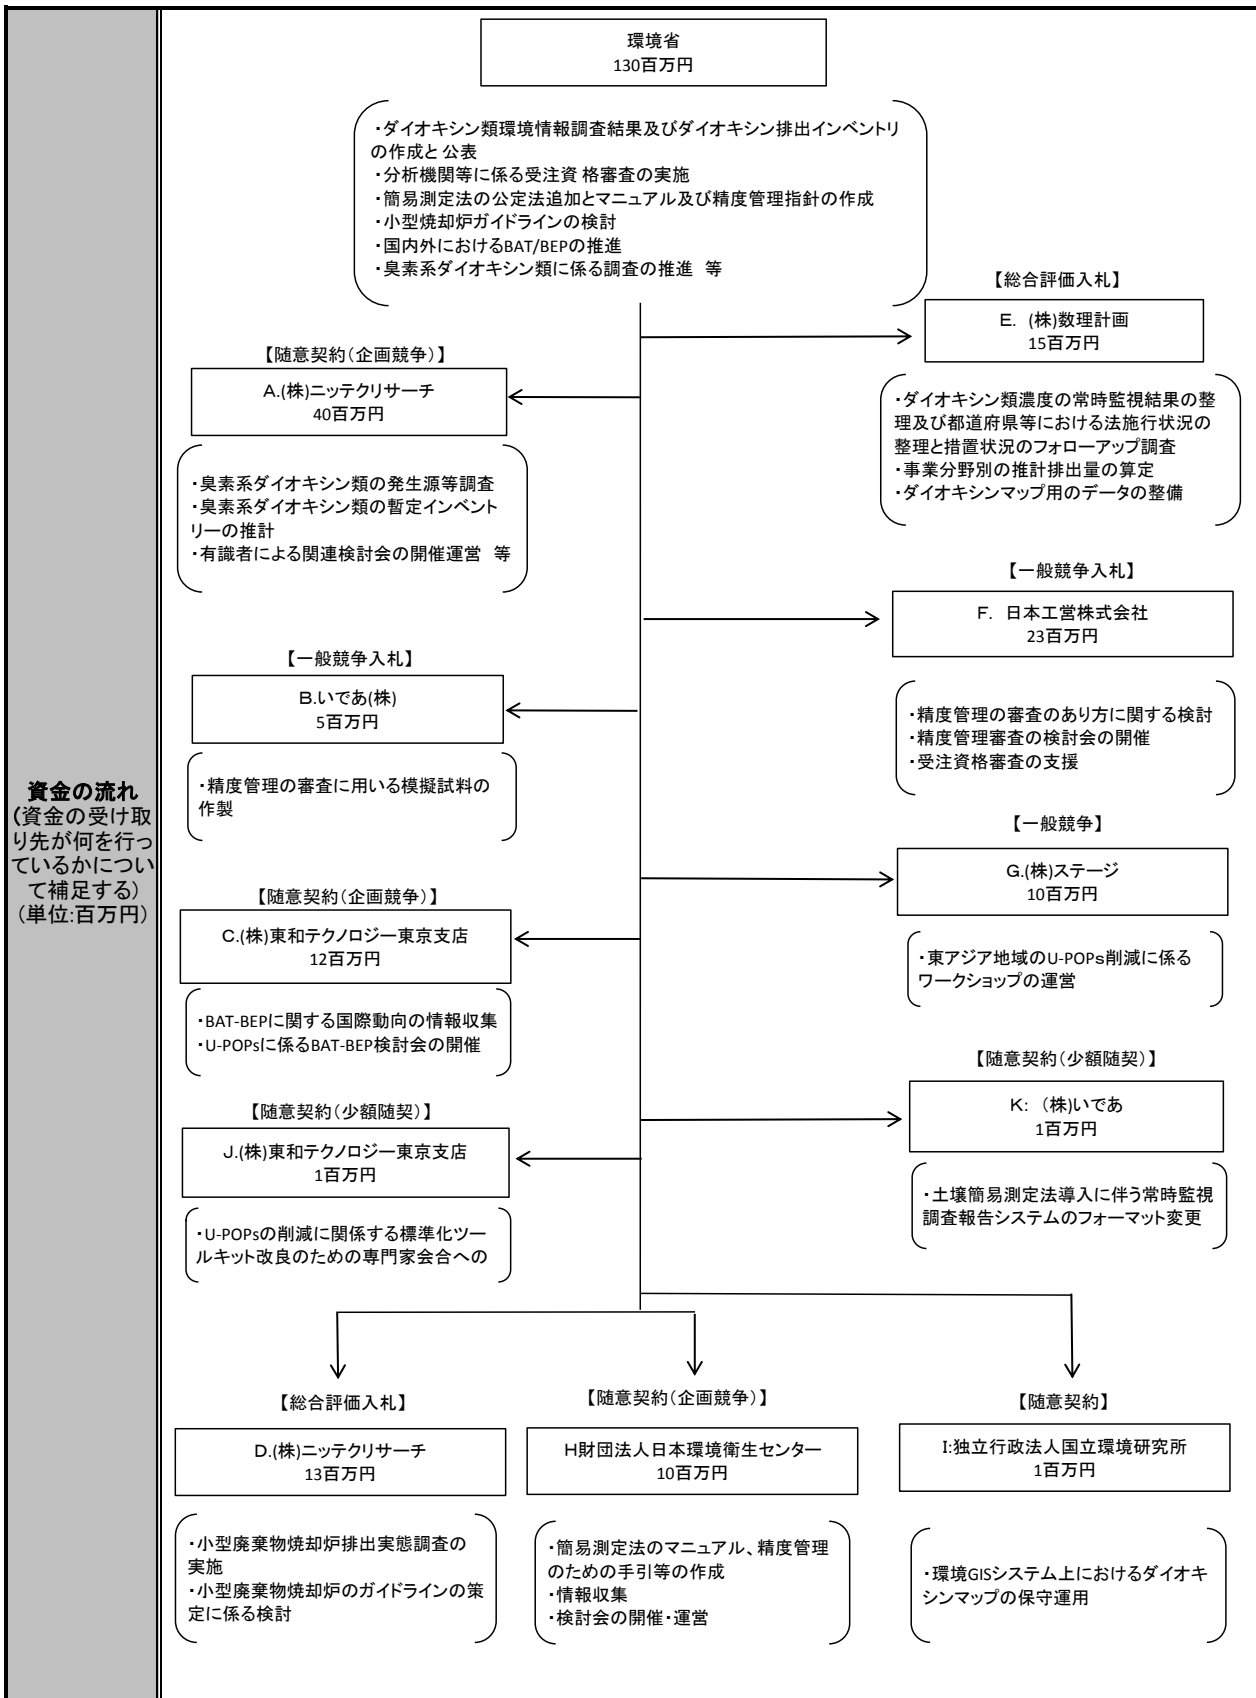 資金の流れ
(資金の受け取
り先が何を行っ
ているかについ
て補足する)
(単位:百万円)
環境省
130百万円
・ダイオキシン類環境情報調査結果及びダイオキシン排出インベントリ
の作成と 公表
・分析機関等に係る受注資 格審査の実施
・簡易測定法の公定法追加とマニュアル及び精度管理指針の作成
・小型焼却炉ガイドラインの検討
・国内外におけるBAT/BEPの推進
・臭素系ダイオキシン類に係る調査の推進 等
【総合評価入札】
E. (株)数理計画
15百万円
・ダイオキシン類濃度の常時監視結果の整
理及び都道府県等における法施行状況の
整理と措置状況のフォローアップ調査
・事業分野別の推計排出量の算定
・ダイオキシンマップ用のデータの整備
【随意契約(企画競争)】
A.(株)ニッテクリサーチ
40百万円
・臭素系ダイオキシン類の発生源等調査
・臭素系ダイオキシン類の暫定インベント
リーの推計
・有識者による関連検討会の開催運営 等
【一般競争入札】
F. 日本工営株式会社
23百万円
・精度管理の審査のあり方に関する検討
・精度管理審査の検討会の開催
・受注資格審査の支援
【一般競争入札】
B.いであ(株)
5百万円
・精度管理の審査に用いる模擬試料の
作製
【一般競争】
G.(株)ステージ
10百万円
・東アジア地域のU-POPs削減に係る
ワークショップの運営
【随意契約(企画競争)】
C.(株)東和テクノロジー東京支店
12百万円
・BAT-BEPに関する国際動向の情報収集
・U-POPsに係るBAT-BEP検討会の開催
【随意契約(少額随契)】
K: (株)いであ
1百万円
・土壌簡易測定法導入に伴う常時監視
調査報告システムのフォーマット変更
【随意契約(少額随契)】
J.(株)東和テクノロジー東京支店
1百万円
・U-POPsの削減に関係する標準化ツー
ルキット改良のための専門家会合への
【総合評価入札】
D.(株)ニッテクリサーチ
13百万円
・小型廃棄物焼却炉排出実態調査の
実施
・小型廃棄物焼却炉のガイドラインの策
定に係る検討
【随意契約(企画競争)】
H財団法人日本環境衛生センター
10百万円
・簡易測定法のマニュアル、精度管理
のための手引等の作成
・情報収集
・検討会の開催・運営
【随意契約】
I:独立行政法人国立環境研究所
1百万円
・環境GISシステム上におけるダイオキ
シンマップの保守運用